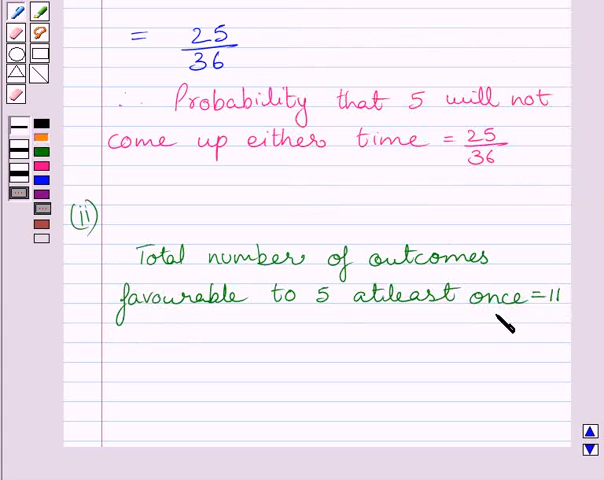 = 25/36
∴ Probability that 5 will not
come up either time = 25/36
(ii)
Total number of outcomes
favourable to 5 atleast once = 11